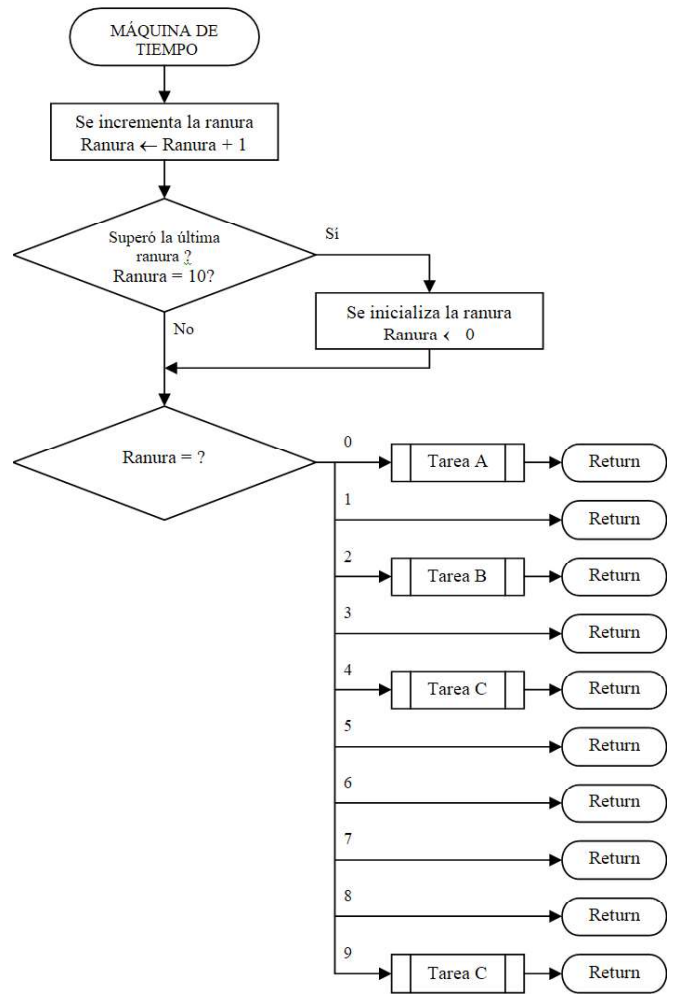 MÁQUINA DE
TIEMPO
Se incrementa la ranura
Ranura ← Ranura + 1
Superó la última
ranura ?
Ranura = 10?
Sí
Se inicializa la ranura
Ranura ← 0
No
Ranura = ?
0
Tarea A
Return
1
Return
2
Tarea B
Return
3
Return
4
Tarea C
Return
5
Return
6
Return
7
Return
8
Return
9
Tarea C
Return